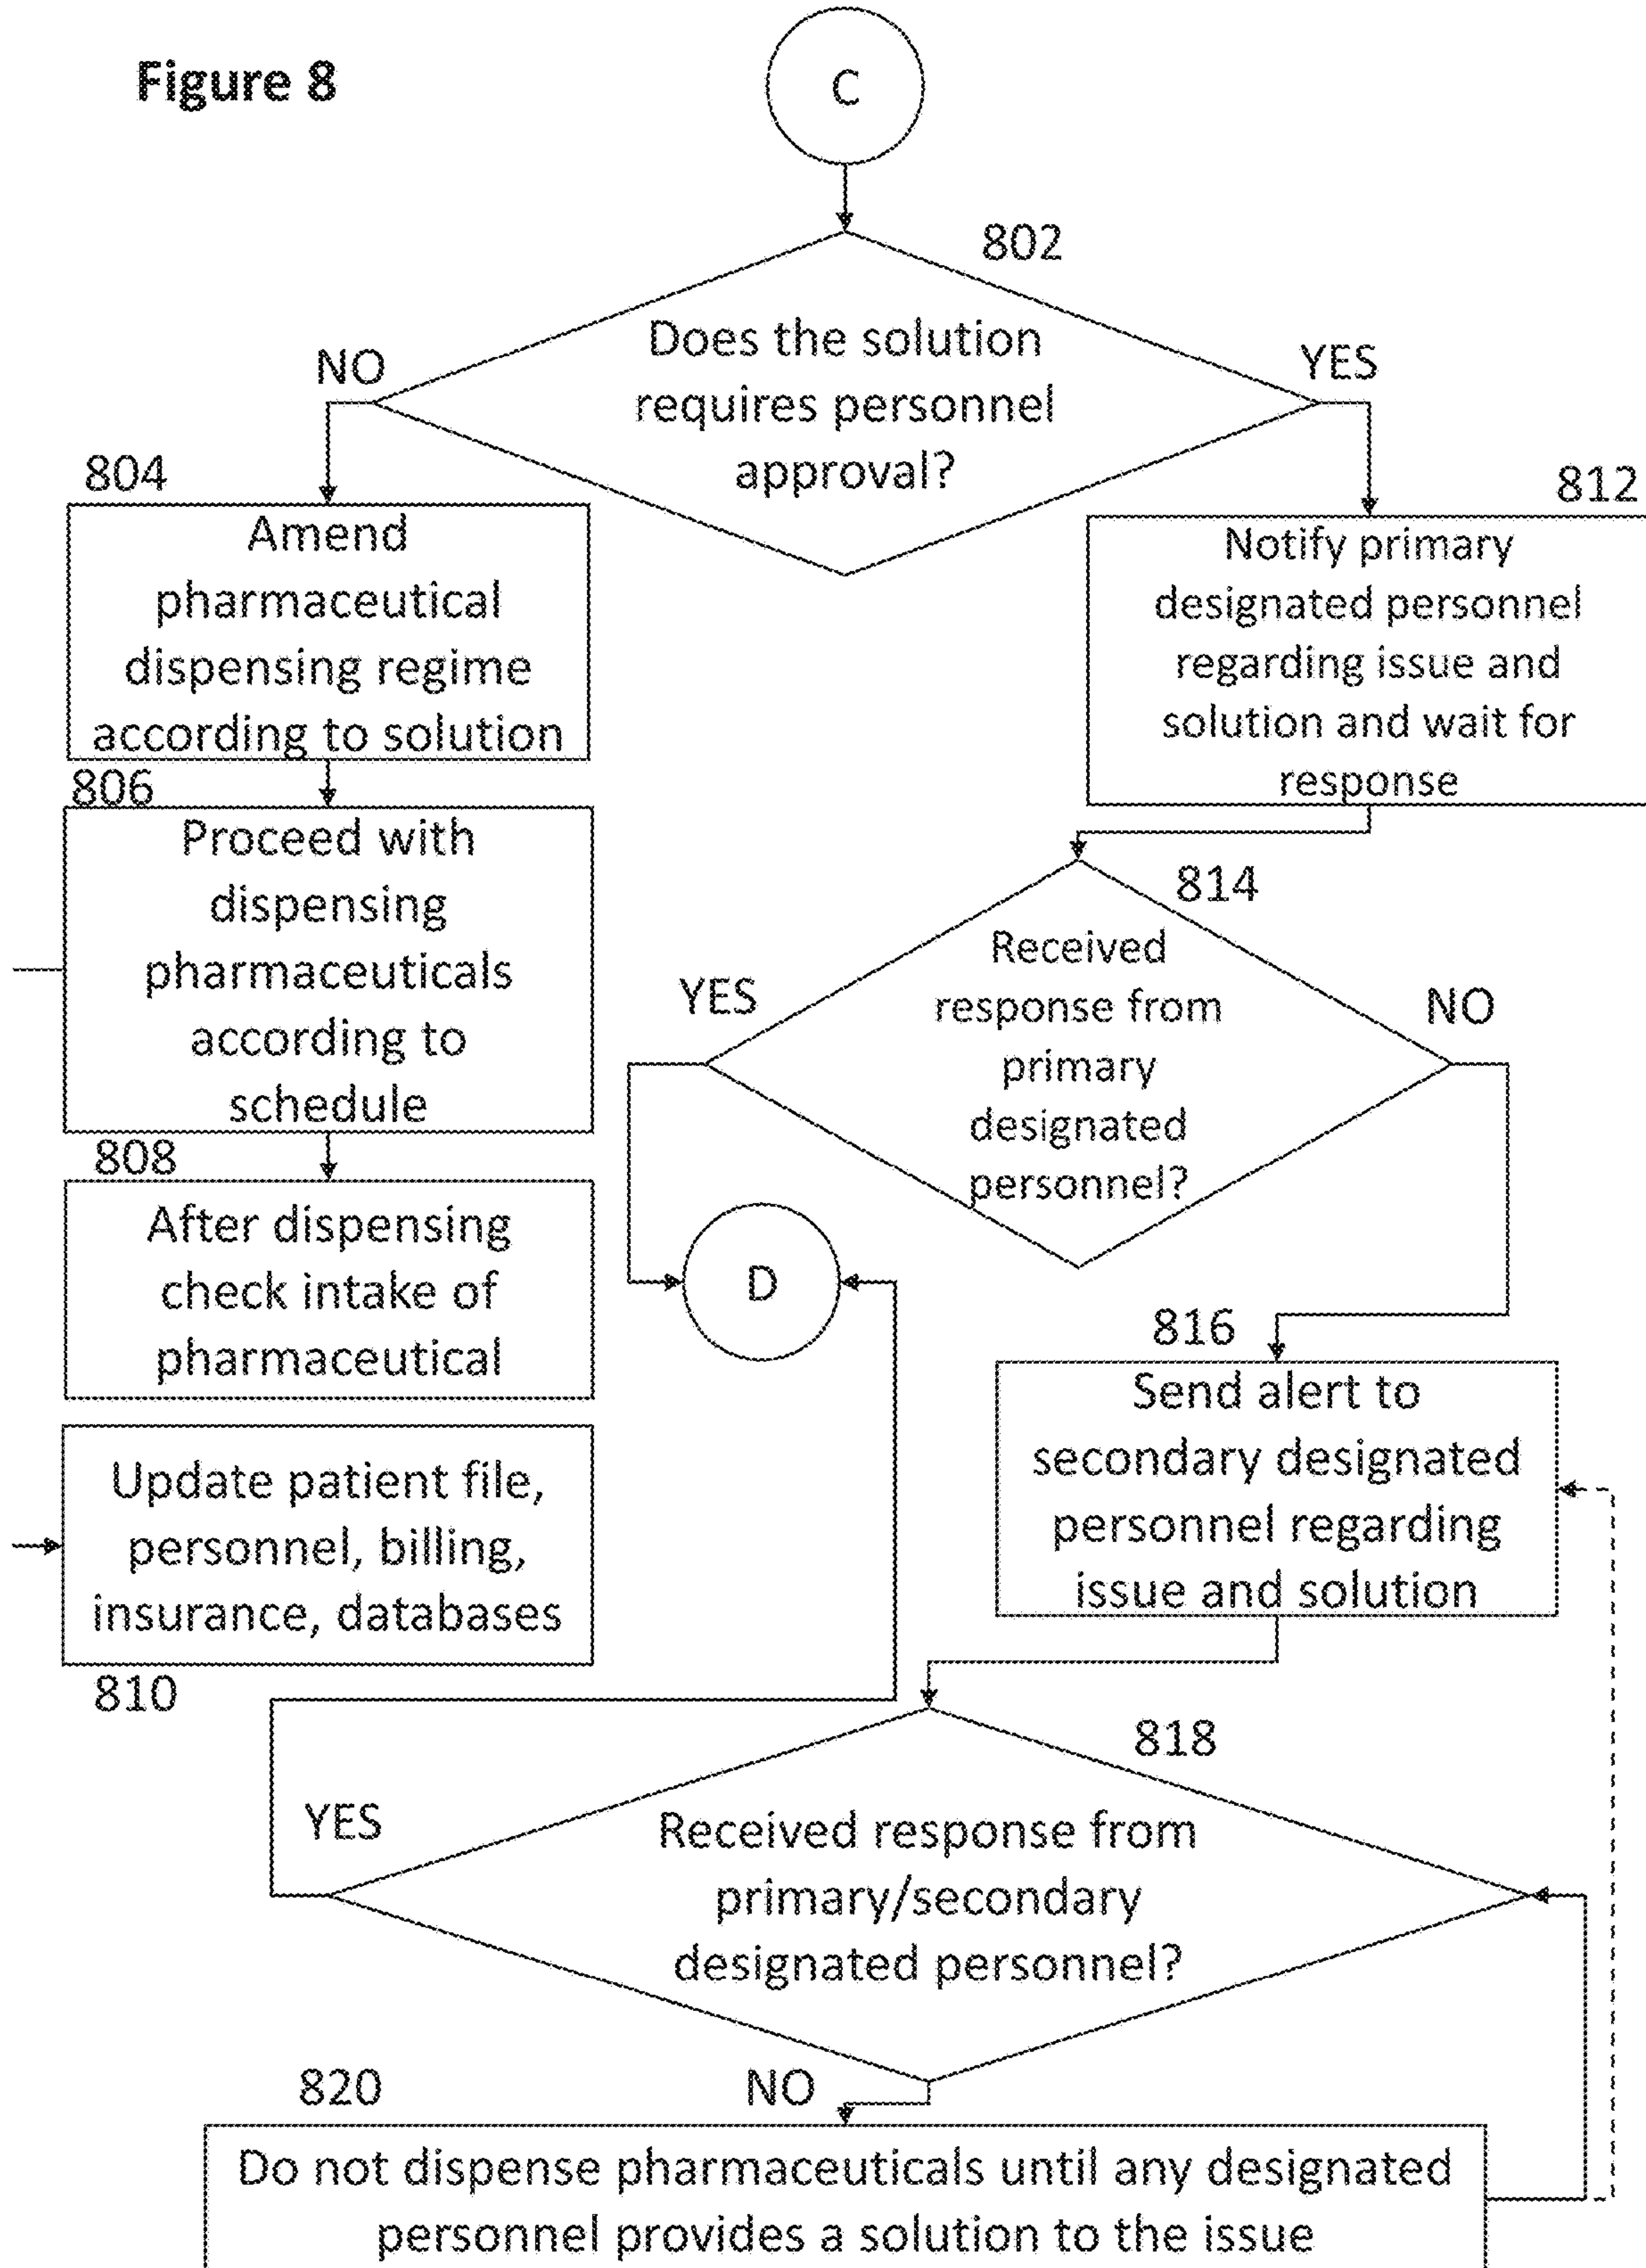 Figure 8
C
802
Does the solution
requires personnel
approval?
NO
YES
804
Amend
pharmaceutical
dispensing regime
according to solution
806
Proceed with
dispensing
pharmaceuticals
according to
schedule
808
After dispensing
check intake of
pharmaceutical
Update patient file,
personnel, billing,
insurance, databases
810
812
Notify primary
designated personnel
regarding issue and
solution and wait for
response
814
Received
response from
primary
designated
personnel?
YES
NO
D
816
Send alert to
secondary designated
personnel regarding
issue and solution
818
Received response from
primary/secondary
designated personnel?
YES
NO
820
Do not dispense pharmaceuticals until any designated
personnel provides a solution to the issue